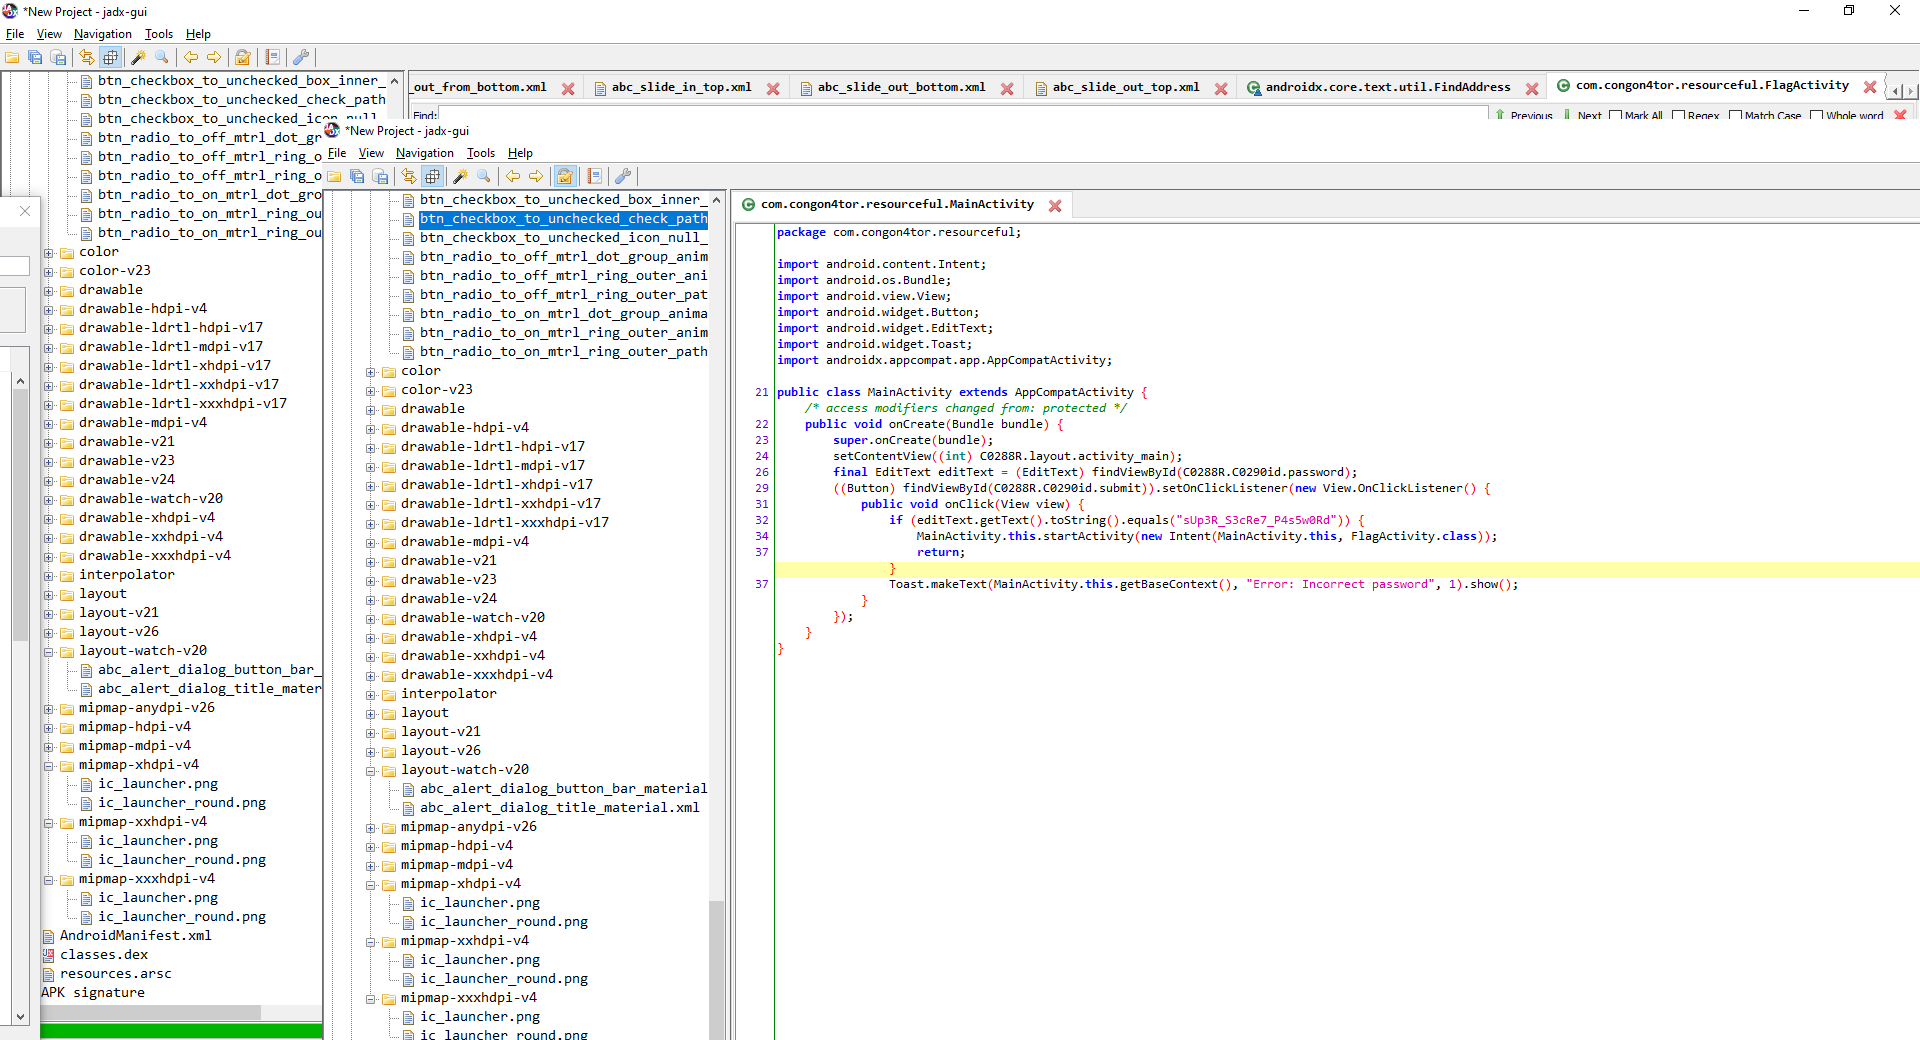 *New Project - jadx-gui
File View Navigation Tools Help
btn_checkbox_to_unchecked_box_inner_
btn_checkbox_to_unchecked_check_path
btn_checkbox_to_unchecked_icon_null_
btn_radio_to_off_mtrl_dot_gr
btn_radio_to_off_mtrl_ring_o
btn_radio_to_off_mtrl_ring_o
btn_radio_to_on_mtrl_dot_gro
btn_radio_to_on_mtrl_ring_ou
btn_radio_to_on_mtrl_ring_ou
color
color-v23
drawable
drawable-hdpi-v4
drawable-ldrtl-hdpi-v17
drawable-ldrtl-mdpi-v17
drawable-ldrtl-xhdpi-v17
drawable-ldrtl-xxhdpi-v17
drawable-ldrtl-xxxhdpi-v17
drawable-mdpi-v4
drawable-v21
drawable-v23
drawable-v24
drawable-watch-v20
drawable-xhdpi-v4
drawable-xxhdpi-v4
drawable-xxxhdpi-v4
interpolator
layout
layout-v21
layout-v26
layout-watch-v20
abc_alert_dialog_button_bar_
abc_alert_dialog_title_mater
mipmap-anydpi-v26
mipmap-hdpi-v4
mipmap-mdpi-v4
mipmap-xhdpi-v4
ic_launcher.png
ic_launcher_round.png
mipmap-xxhdpi-v4
ic_launcher.png
ic_launcher_round.png
mipmap-xxxhdpi-v4
ic_launcher.png
ic_launcher_round.png
AndroidManifest.xml
classes.dex
resources.arsc
APK signature
_out_from_bottom.xml abc_slide_in_top.xml abc_slide_out_bottom.xml abc_slide_out_top.xml androidx.core.text.util.FindAddress com.congon4tor.resourceful.FlagActivity
Find: Previous Next Mark All Regex Match Case Whole word
*New Project - jadx-gui
File View Navigation Tools Help
btn_checkbox_to_unchecked_box_inner_
btn_checkbox_to_unchecked_check_path
btn_checkbox_to_unchecked_icon_null_
btn_radio_to_off_mtrl_dot_group_anim
btn_radio_to_off_mtrl_ring_outer_ani
btn_radio_to_off_mtrl_ring_outer_pat
btn_radio_to_on_mtrl_dot_group_anima
btn_radio_to_on_mtrl_ring_outer_anim
btn_radio_to_on_mtrl_ring_outer_path
color
color-v23
drawable
drawable-hdpi-v4
drawable-ldrtl-hdpi-v17
drawable-ldrtl-mdpi-v17
drawable-ldrtl-xhdpi-v17
drawable-ldrtl-xxhdpi-v17
drawable-ldrtl-xxxhdpi-v17
drawable-mdpi-v4
drawable-v21
drawable-v23
drawable-v24
drawable-watch-v20
drawable-xhdpi-v4
drawable-xxhdpi-v4
drawable-xxxhdpi-v4
interpolator
layout
layout-v21
layout-v26
layout-watch-v20
abc_alert_dialog_button_bar_material
abc_alert_dialog_title_material.xml
mipmap-anydpi-v26
mipmap-hdpi-v4
mipmap-mdpi-v4
mipmap-xhdpi-v4
ic_launcher.png
ic_launcher_round.png
mipmap-xxhdpi-v4
ic_launcher.png
ic_launcher_round.png
mipmap-xxxhdpi-v4
ic_launcher.png
ic_launcher_round.png
com.congon4tor.resourceful.MainActivity
package com.congon4tor.resourceful;
import android.content.Intent;
import android.os.Bundle;
import android.view.View;
import android.widget.Button;
import android.widget.EditText;
import android.widget.Toast;
import androidx.appcompat.app.AppCompatActivity;
21 public class MainActivity extends AppCompatActivity {
/* access modifiers changed from: protected */
22 public void onCreate(Bundle bundle) {
23 super.onCreate(bundle);
24 setContentView((int) C0288R.layout.activity_main);
26 final EditText editText = (EditText) findViewById(C0288R.C0290id.password);
29 ((Button) findViewById(C0288R.C0290id.submit)).setOnClickListener(new View.OnClickListener() {
31 public void onClick(View view) {
32 if (editText.getText().toString().equals("sUp3R_S3cRe7_P4s5w0Rd")) {
34 MainActivity.this.startActivity(new Intent(MainActivity.this, FlagActivity.class));
37 return;
}
37 Toast.makeText(MainActivity.this.getBaseContext(), "Error: Incorrect password", 1).show();
}
});
}
}